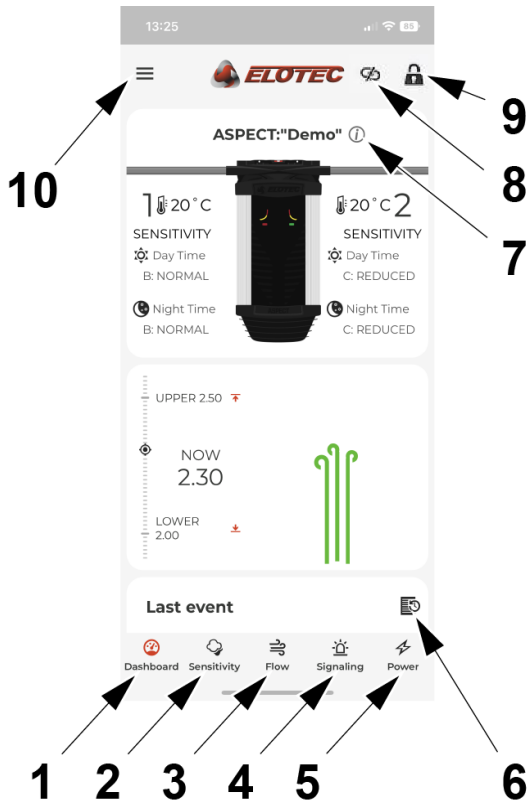 13:25
85
ELOTEC
ASPECT:"Demo"
1 20°C
20°C 2
SENSITIVITY
SENSITIVITY
Day Time
Day Time
B: NORMAL
C: REDUCED
Night Time
Night Time
B: NORMAL
C: REDUCED
UPPER 2.50
NOW
2.30
LOWER
2.00
Last event
Dashboard Sensitivity Flow Signaling Power
10
9
8
7
1 2 3 4 5 6